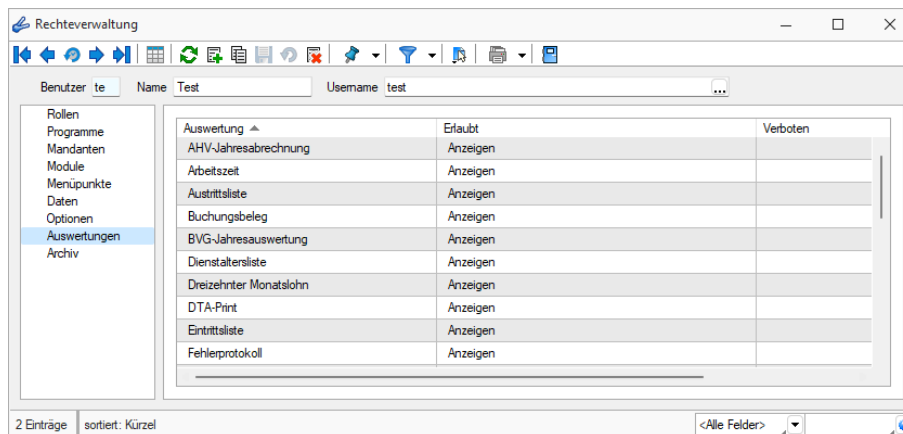 Rechteverwaltung
Benutzer te Name Test Username test ...
Rollen
Programme
Mandanten
Module
Menüpunkte
Daten
Optionen
Auswertungen
Archiv
Auswertung Erlaubt Verboten
AHV-Jahresabrechnung Anzeigen
Arbeitszeit Anzeigen
Austrittsliste Anzeigen
Buchungsbeleg Anzeigen
BVG-Jahresauswertung Anzeigen
Dienstaltersliste Anzeigen
Dreizehnter Monatslohn Anzeigen
DTA-Print Anzeigen
Eintrittsliste Anzeigen
Fehlerprotokoll Anzeigen
2 Einträge sortiert: Kürzel <Alle Felder>